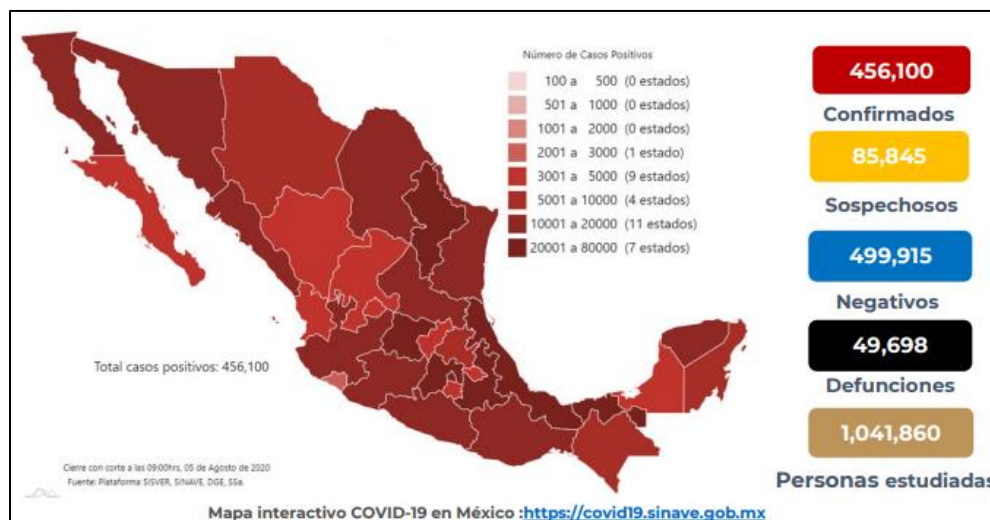 Número de Casos Positivos
100 a 500 (0 estados)
501 a 1000 (0 estados)
1001 a 2000 (0 estados)
2001 a 3000 (1 estado)
3001 a 5000 (9 estados)
5001 a 10000 (4 estados)
10001 a 20000 (11 estados)
20001 a 80000 (7 estados)
456,100
Confirmados
85,845
Sospechosos
499,915
Negativos
49,698
Defunciones
1,041,860
Personas estudiadas
Total casos positivos: 456,100
Cierre con corte a las 09:00hrs, 05 de Agosto de 2020
Fuente: Plataforma SISVER, SINAVE, DGE, SSa.
Mapa interactivo COVID-19 en México :https://covid19.sinave.gob.mx